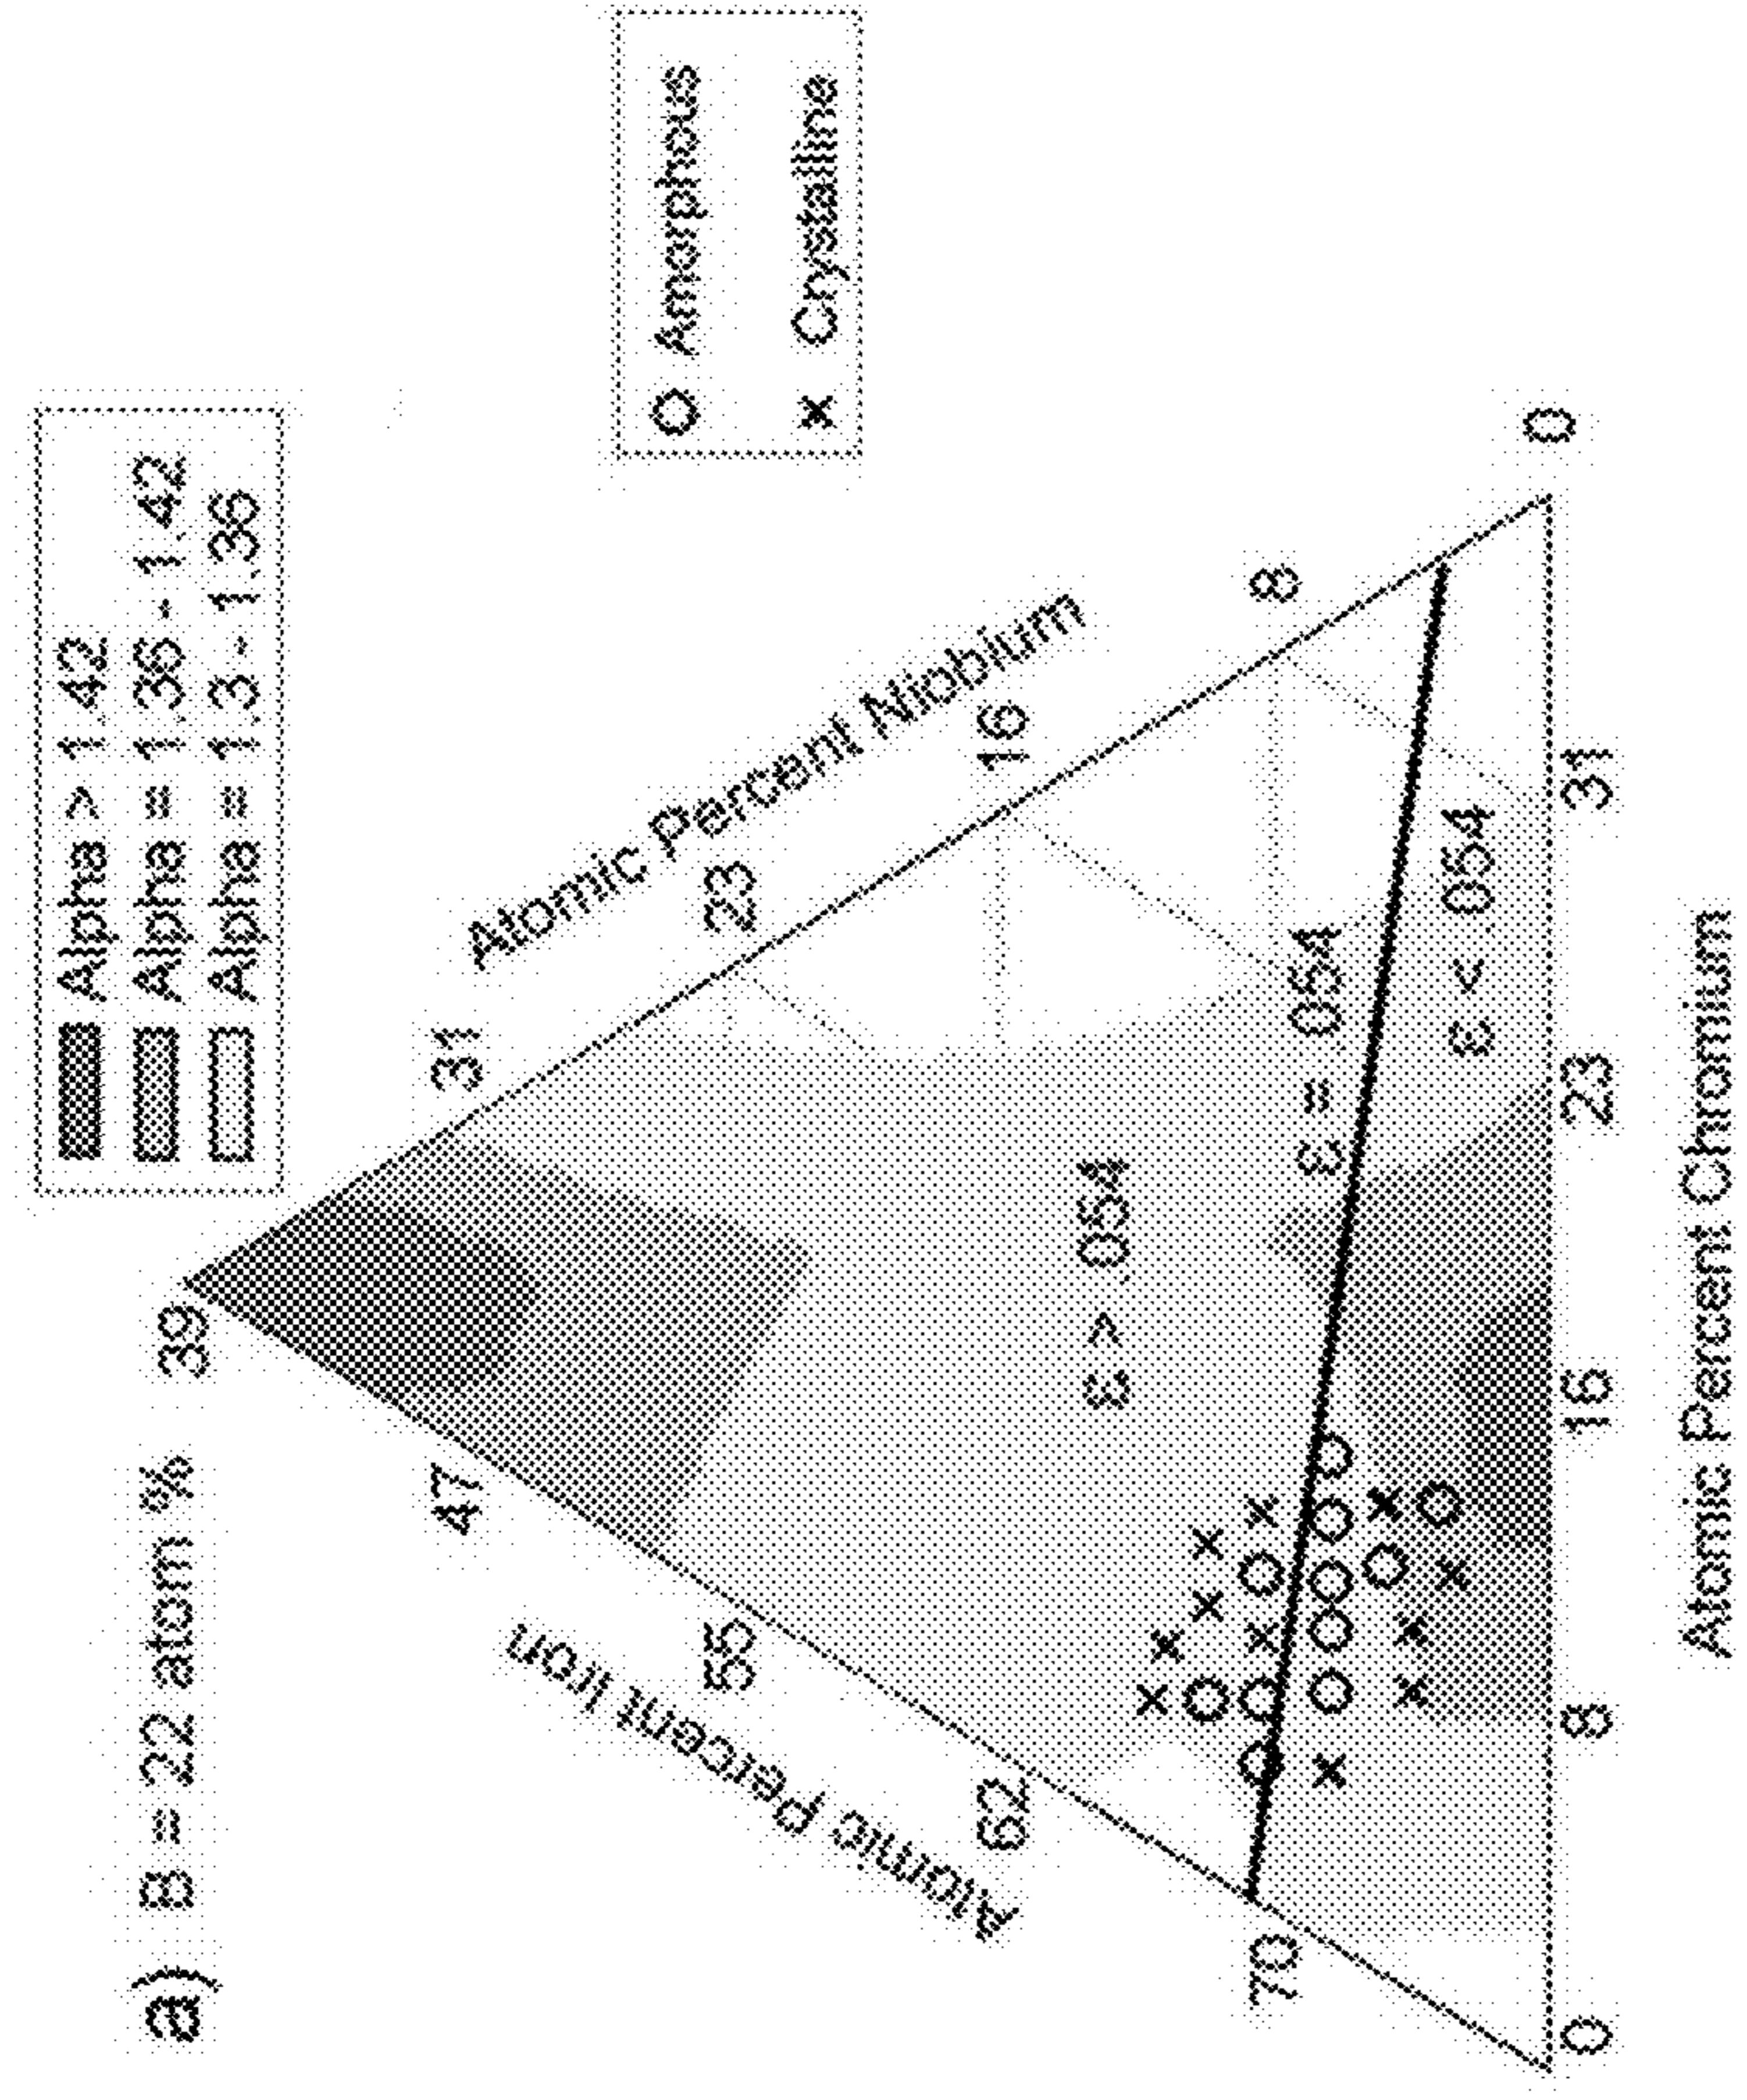 a) B = 22 atom %
Alpha > 1.42
Alpha = 1.36 - 1.42
Alpha = 1.3 - 1.36
O Amorphous
x Crystalline
39
47
55
62
70
Atomic Percent Iron
31
23
16
8
0
Atomic Percent Niobium
ε > .054
ε = .054
ε < .054
0
8
16
23
31
Atomic Percent Chromium